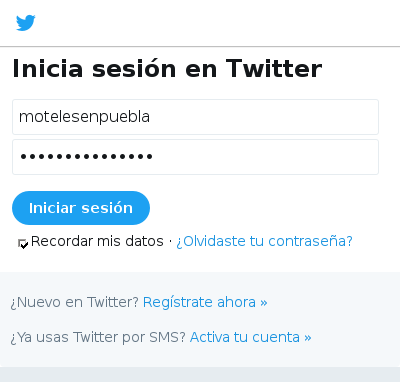 Inicia sesión en Twitter
motelesenpuebla
•••••••••••••••
Iniciar sesión
Recordar mis datos · ¿Olvidaste tu contraseña?
¿Nuevo en Twitter? Regístrate ahora »
¿Ya usas Twitter por SMS? Activa tu cuenta »